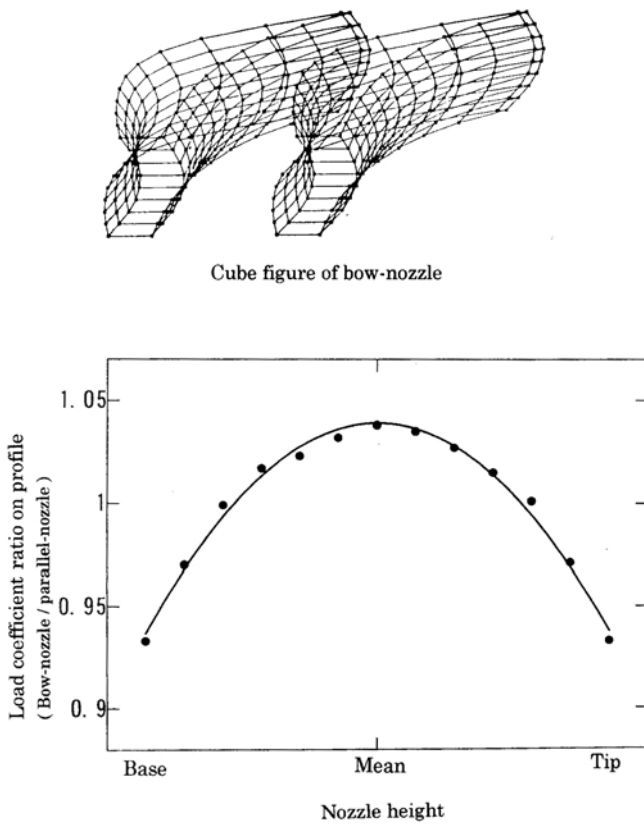 Cube figure of bow-nozzle
Load coefficient ratio on profile
( Bow-nozzle / parallel-nozzle )
1.05
1
0.95
0.9
Base
Mean
Tip
Nozzle height